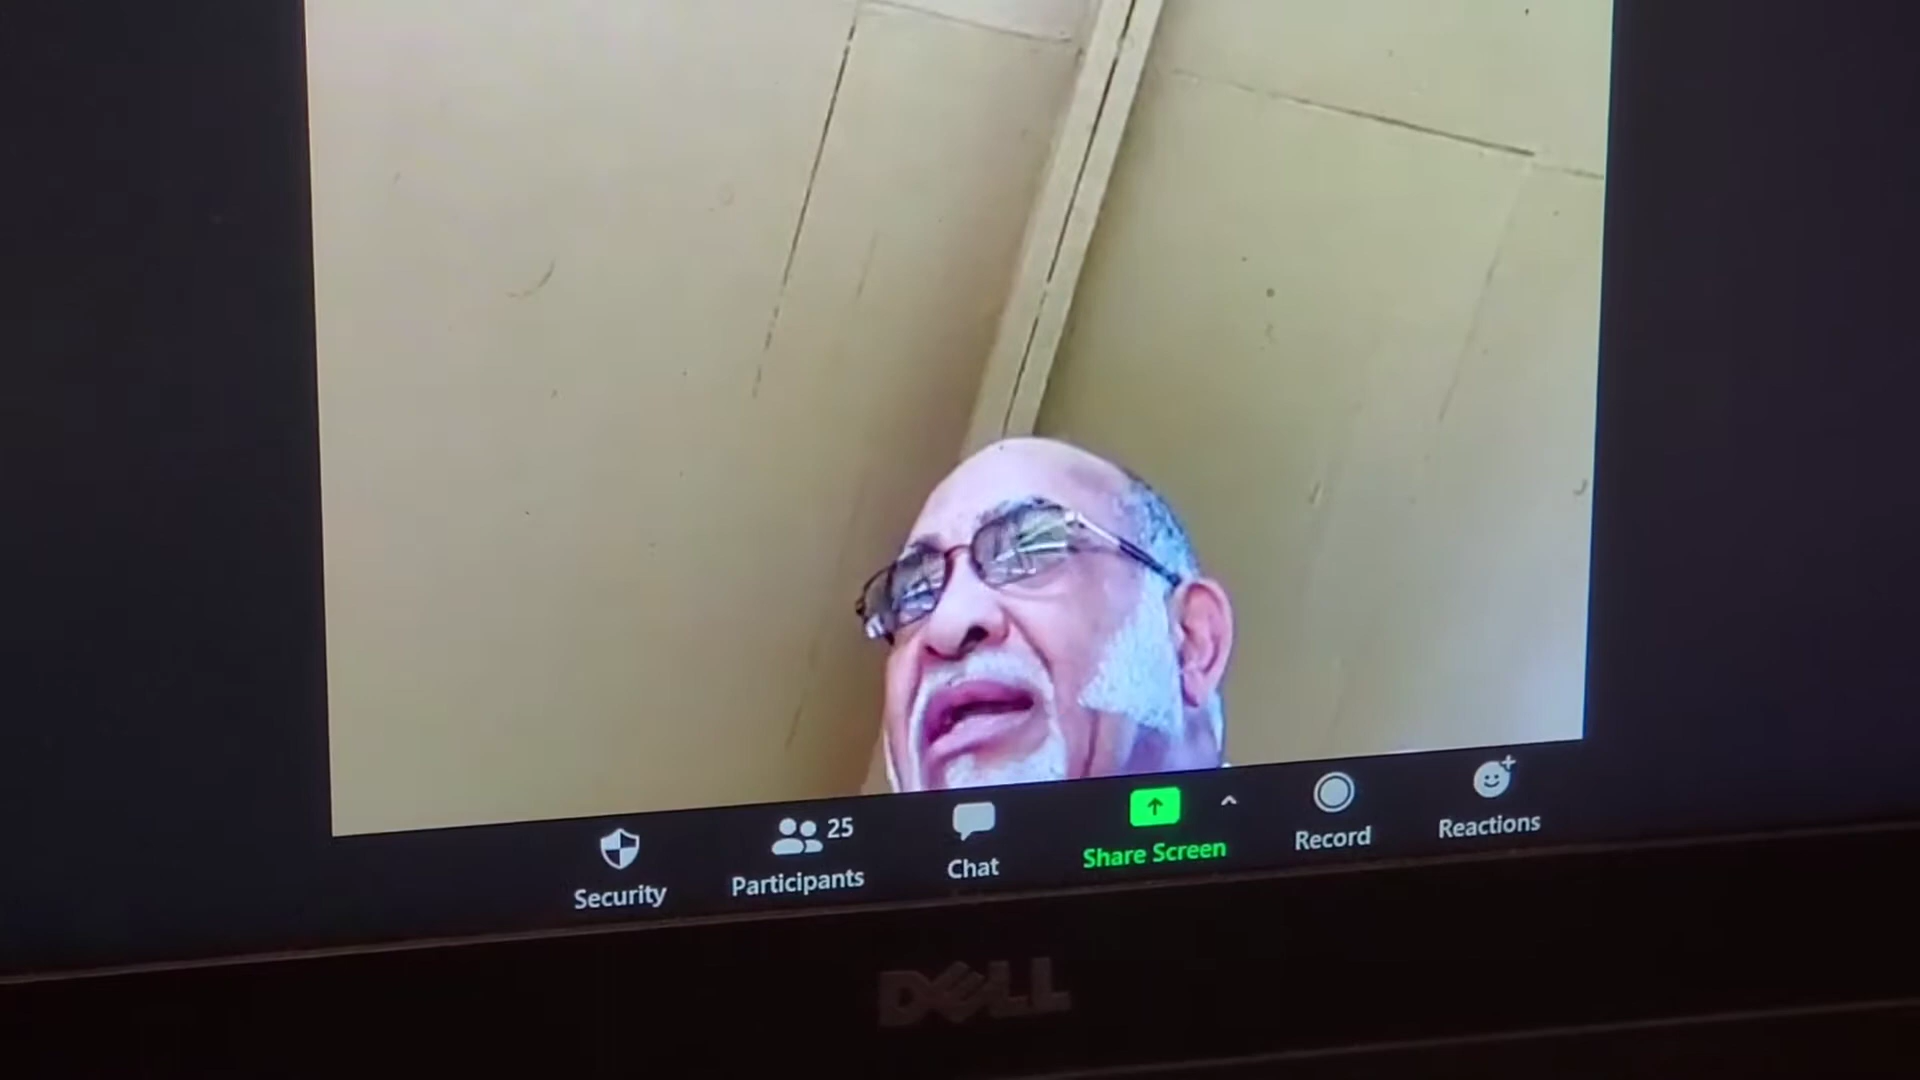 25
Security
Participants
Chat
Share Screen
Record
Reactions
DELL